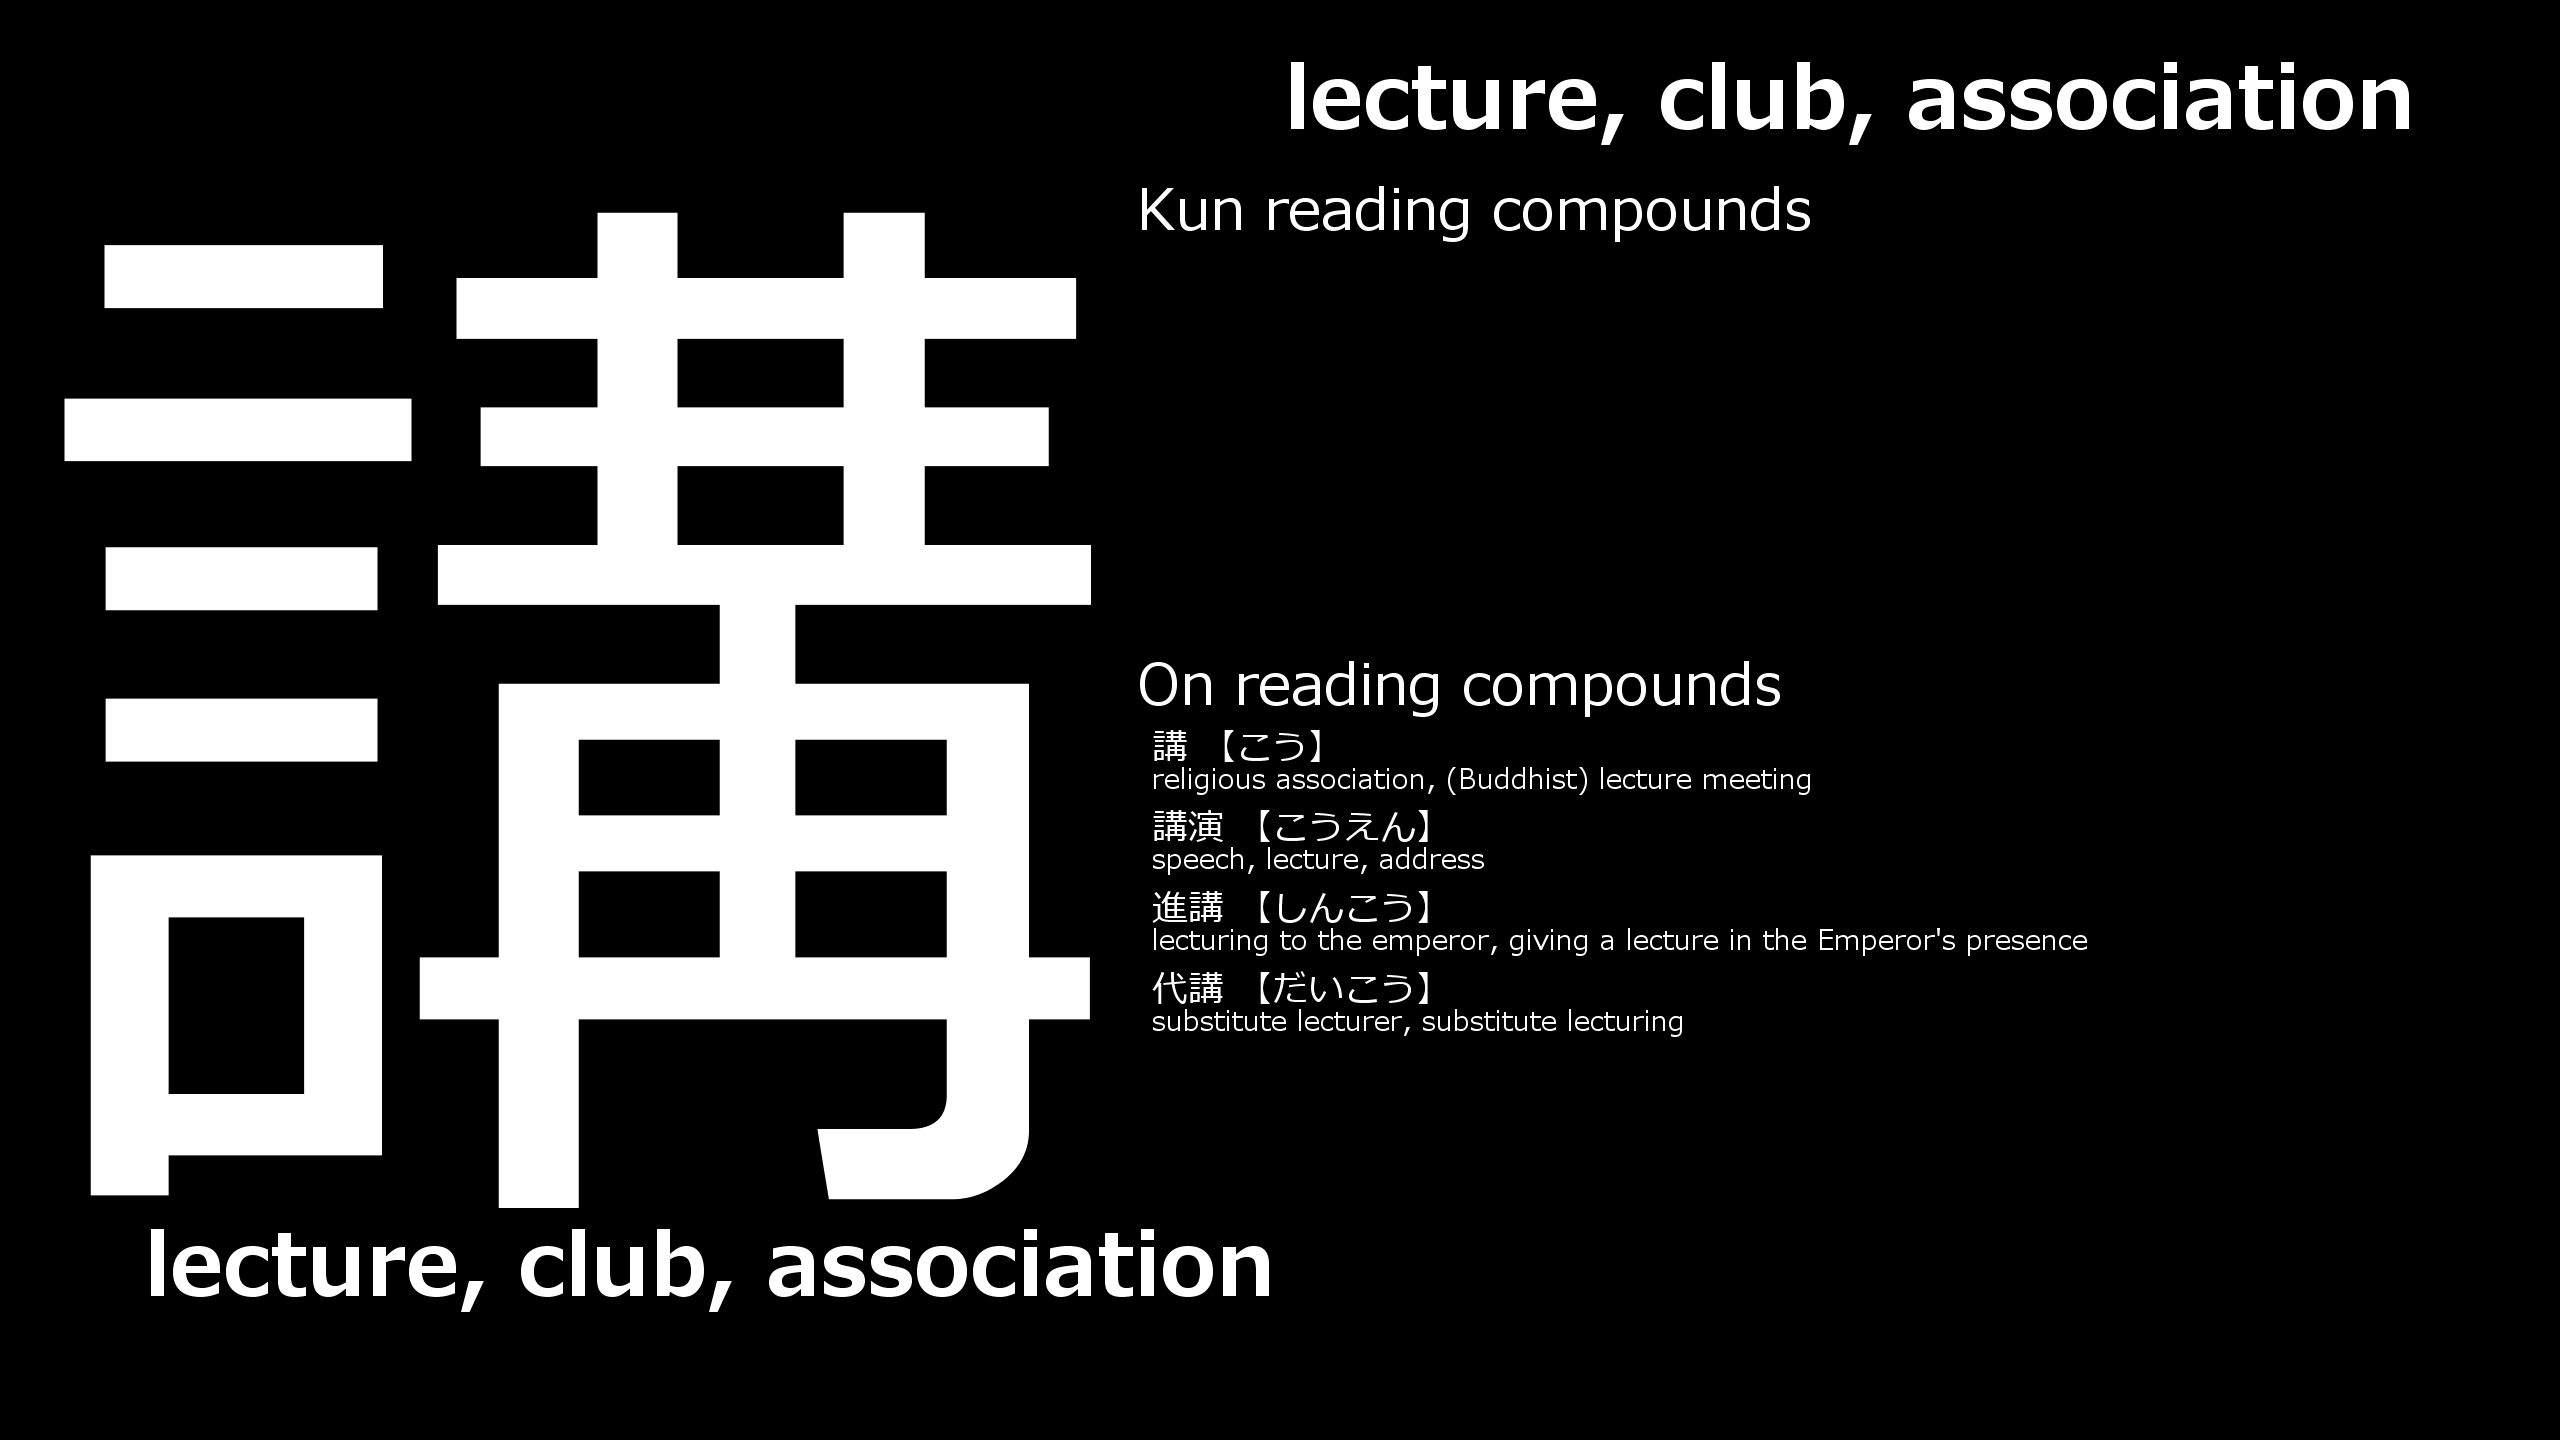 講
lecture, club, association
lecture, club, association
Kun reading compounds
On reading compounds
講 【こう】
religious association, (Buddhist) lecture meeting
講演 【こうえん】
speech, lecture, address
進講 【しんこう】
lecturing to the emperor, giving a lecture in the Emperor's presence
代講 【だいこう】
substitute lecturer, substitute lecturing